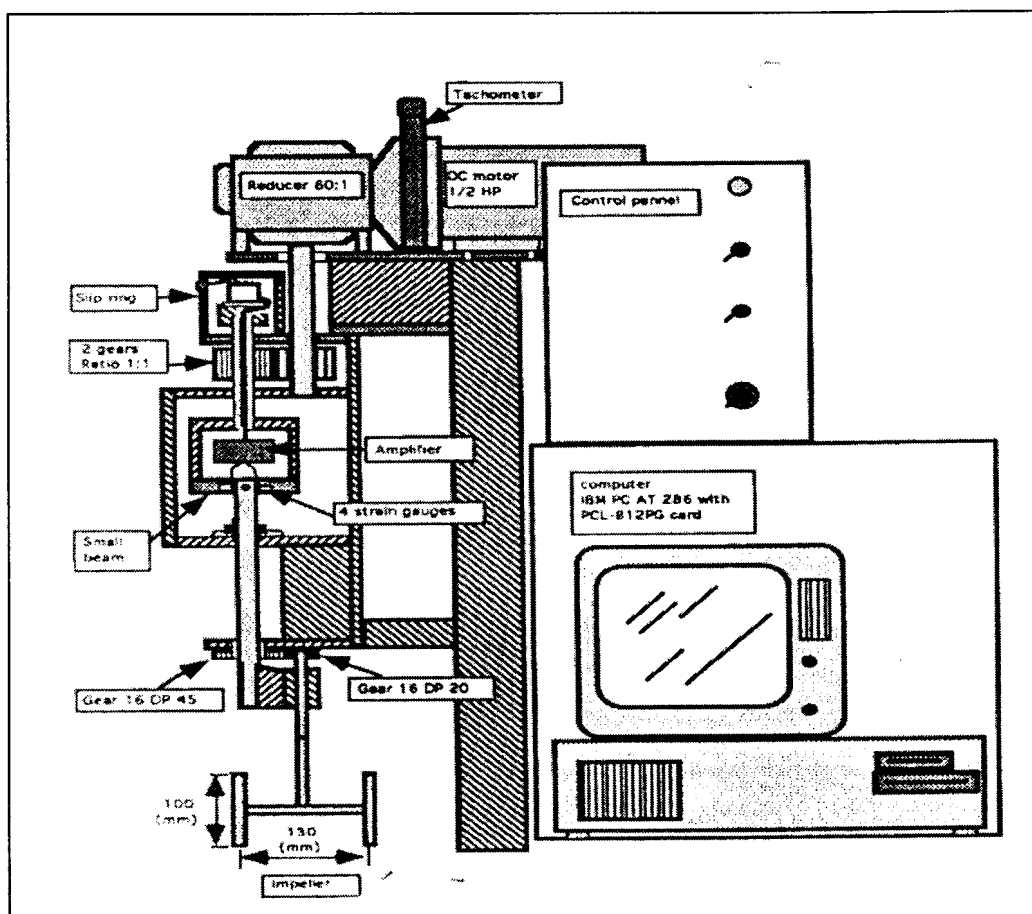 Tachometer
Reducer 60:1
DC motor
1/2 HP
Control pennel
Slip ring
2 gears
Ratio 1:1
Amplifier
computer
IBM PC AT 286 with
PCL-812PG card
4 strain gauges
Small
beam
Gear 16 DP 45
Gear 16 DP 20
100
(mm)
130
(mm)
Impeller